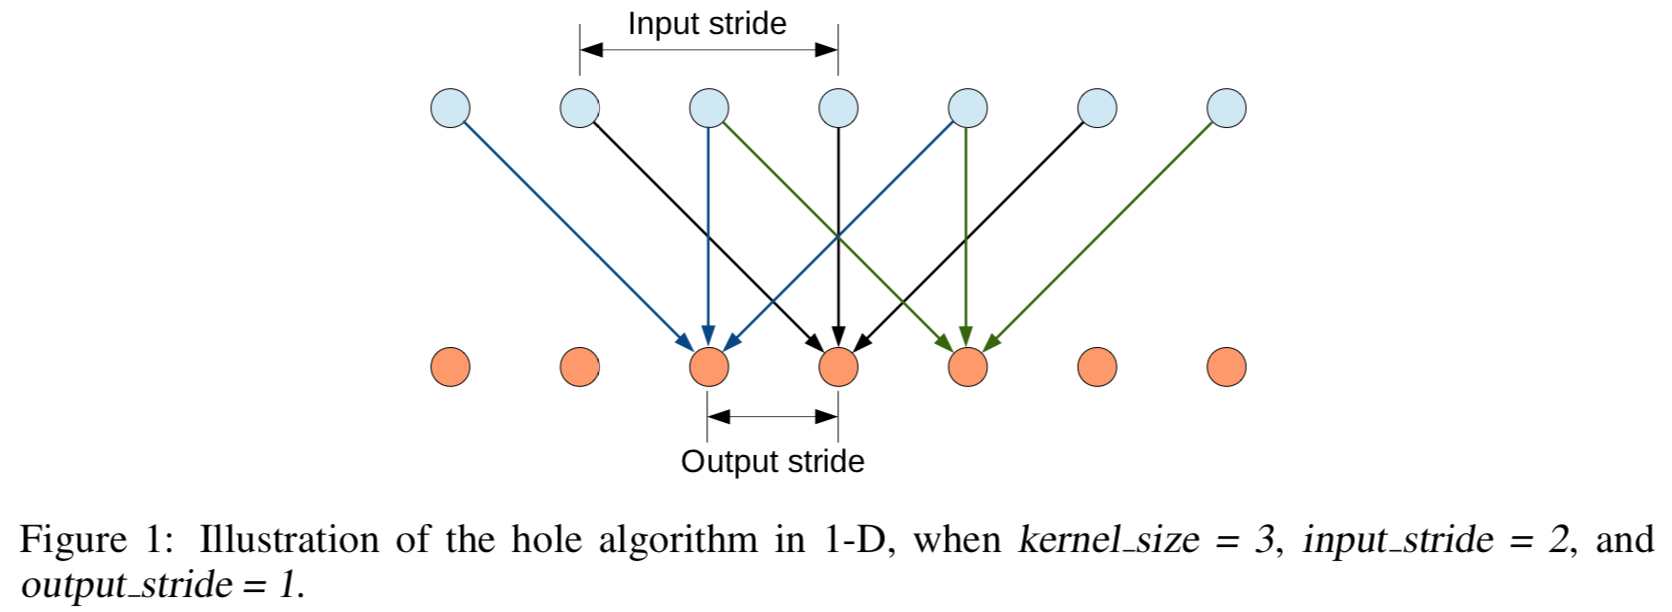 Input stride
Output stride
Figure 1: Illustration of the hole algorithm in 1-D, when kernel_size = 3, input_stride = 2, and
output_stride = 1.